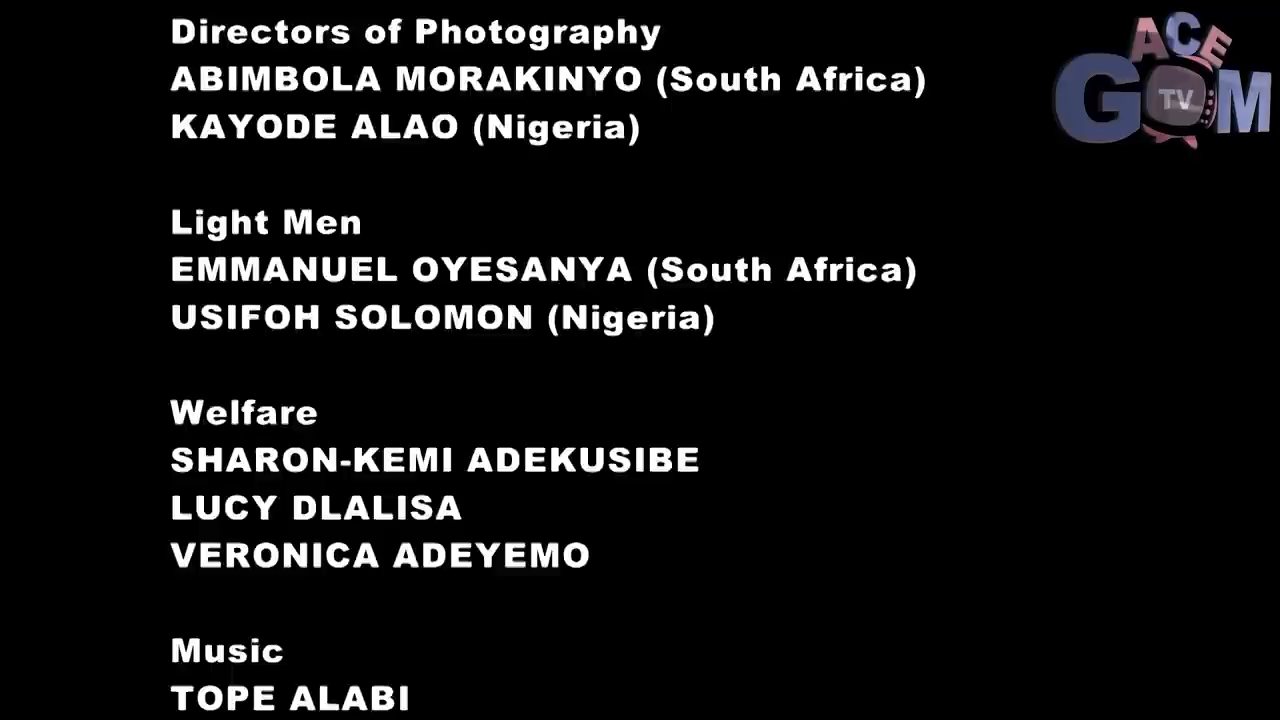 Directors of Photography
ABIMBOLA MORAKINYO (South Africa)
KAYODE ALAO (Nigeria)
Light Men
EMMANUEL OYESANYA (South Africa)
USIFOH SOLOMON (Nigeria)
Welfare
SHARON-KEMI ADEKUSIBE
LUCY DLALISA
VERONICA ADEYEMO
Music
TOPE ALABI
ACE
GOM
TV